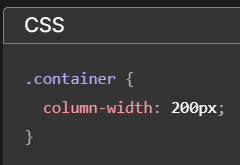 CSS
.container {
  column-width: 200px;
}